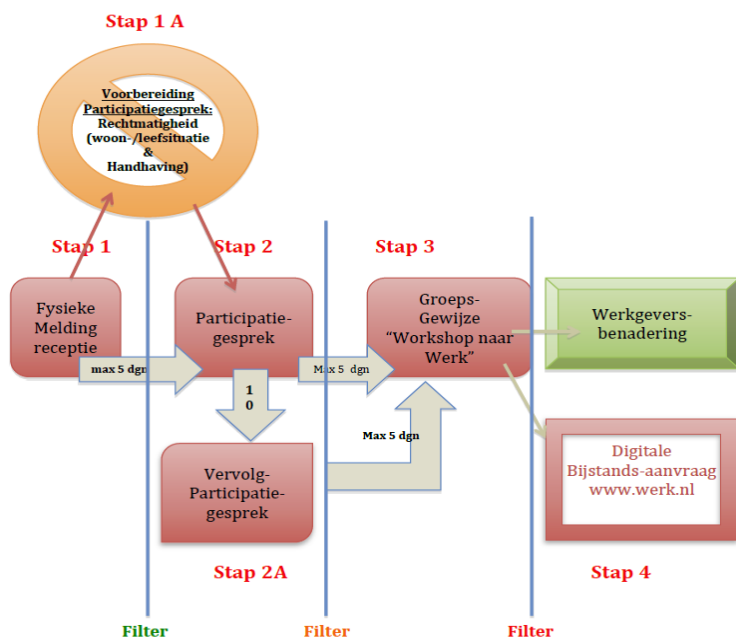 Stap 1 A
Voorbereiding
Participatiegesprek:
Rechtmatigheid
(woon-/leefsituatie
&
Handhaving)
Stap 1
Stap 2
Stap 3
Fysieke
Melding
receptie
Participatie-
gesprek
Groeps-
Gewijze
“Workshop naar
Werk”
Werkgevers-
benadering
max 5 dgn
Max 5 dgn
1
0
Max 5 dgn
Vervolg-
Participatie-
gesprek
Digitale
Bijstands-aanvraag
www.werk.nl
Stap 2A
Stap 4
Filter
Filter
Filter